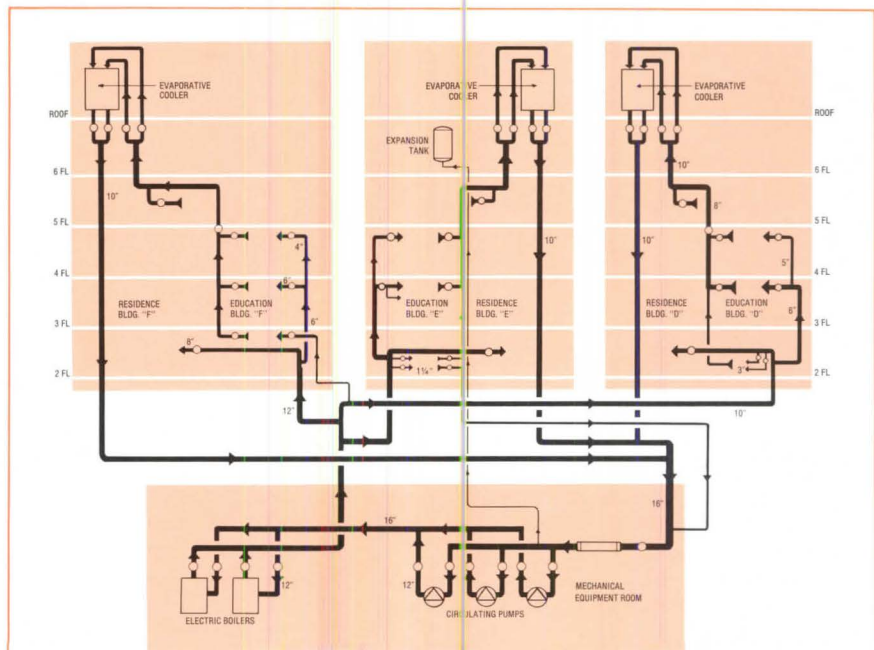 EVAPORATIVE
COOLER
EVAPORATIVE
COOLER
EVAPORATIVE
COOLER
ROOF
ROOF
EXPANSION
TANK
6 FL
6 FL
10"
10"
8"
5 FL
5 FL
4"
10"
10"
5"
4 FL
4 FL
6"
6"
RESIDENCE
BLDG. "F"
EDUCATION
BLDG. "F"
EDUCATION
BLDG. "E"
RESIDENCE
BLDG. "E"
RESIDENCE
BLDG. "D"
EDUCATION
BLDG. "D"
3 FL
3 FL
6"
8"
1¼"
3"
2 FL
2 FL
12"
10"
16"
16"
12"
12"
MECHANICAL
EQUIPMENT ROOM
ELECTRIC BOILERS
CIRCULATING PUMPS